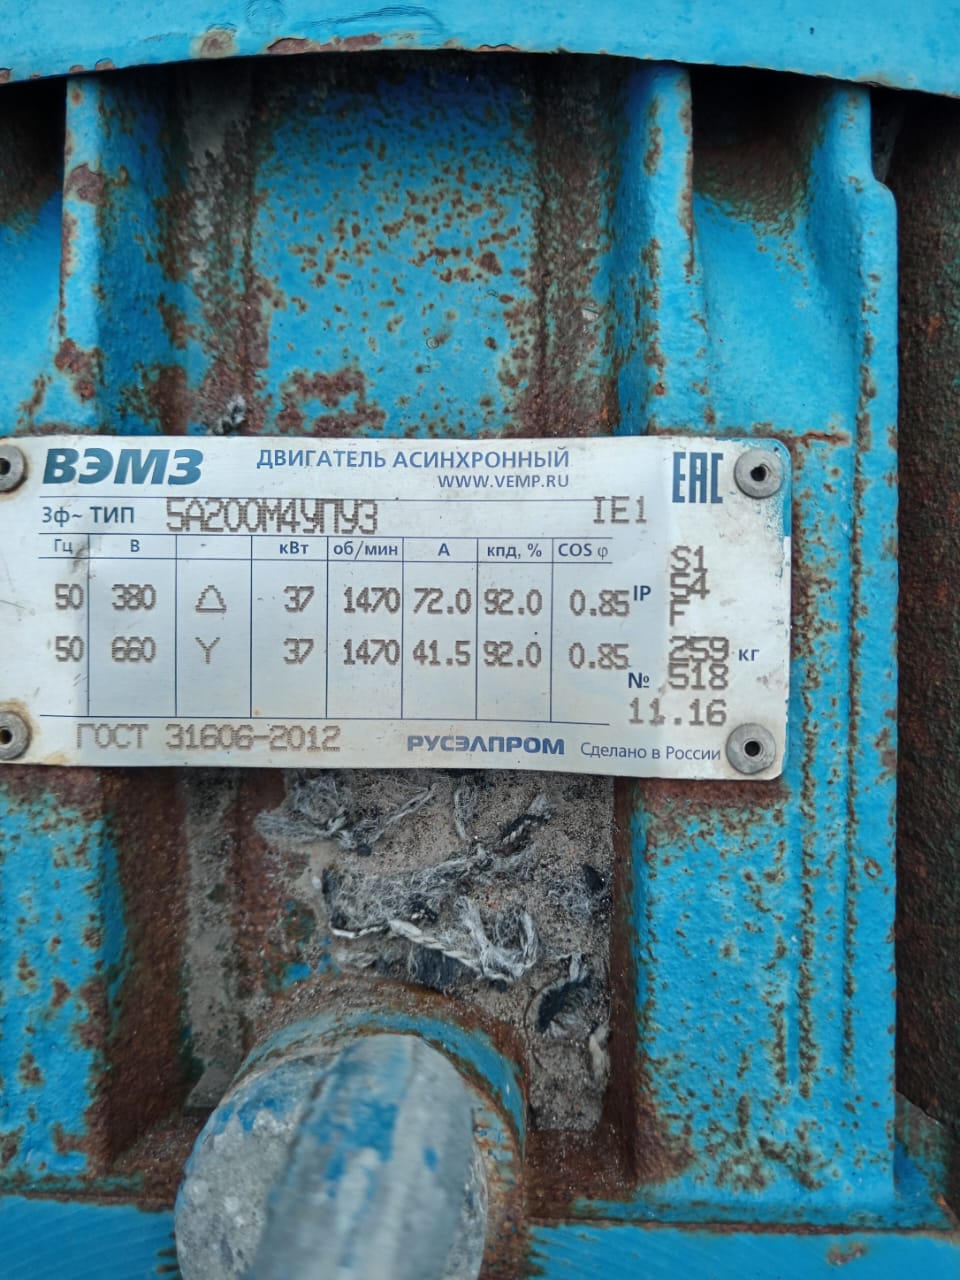 ВЭМЗ ДВИГАТЕЛЬ АСИНХРОННЫЙ
WWW.VEMP.RU
EAC
3ф~ ТИП 5А200М4УПУ3 IE1
Гц В кВт об/мин А кпд, % COS φ
S1
50 380 △ 37 1470 72.0 92.0 0.85 IP 54
F
50 660 Y 37 1470 41.5 92.0 0.85 259 кг
№ 518
11.16
ГОСТ 31606-2012 РУСЭЛПРОМ Сделано в России